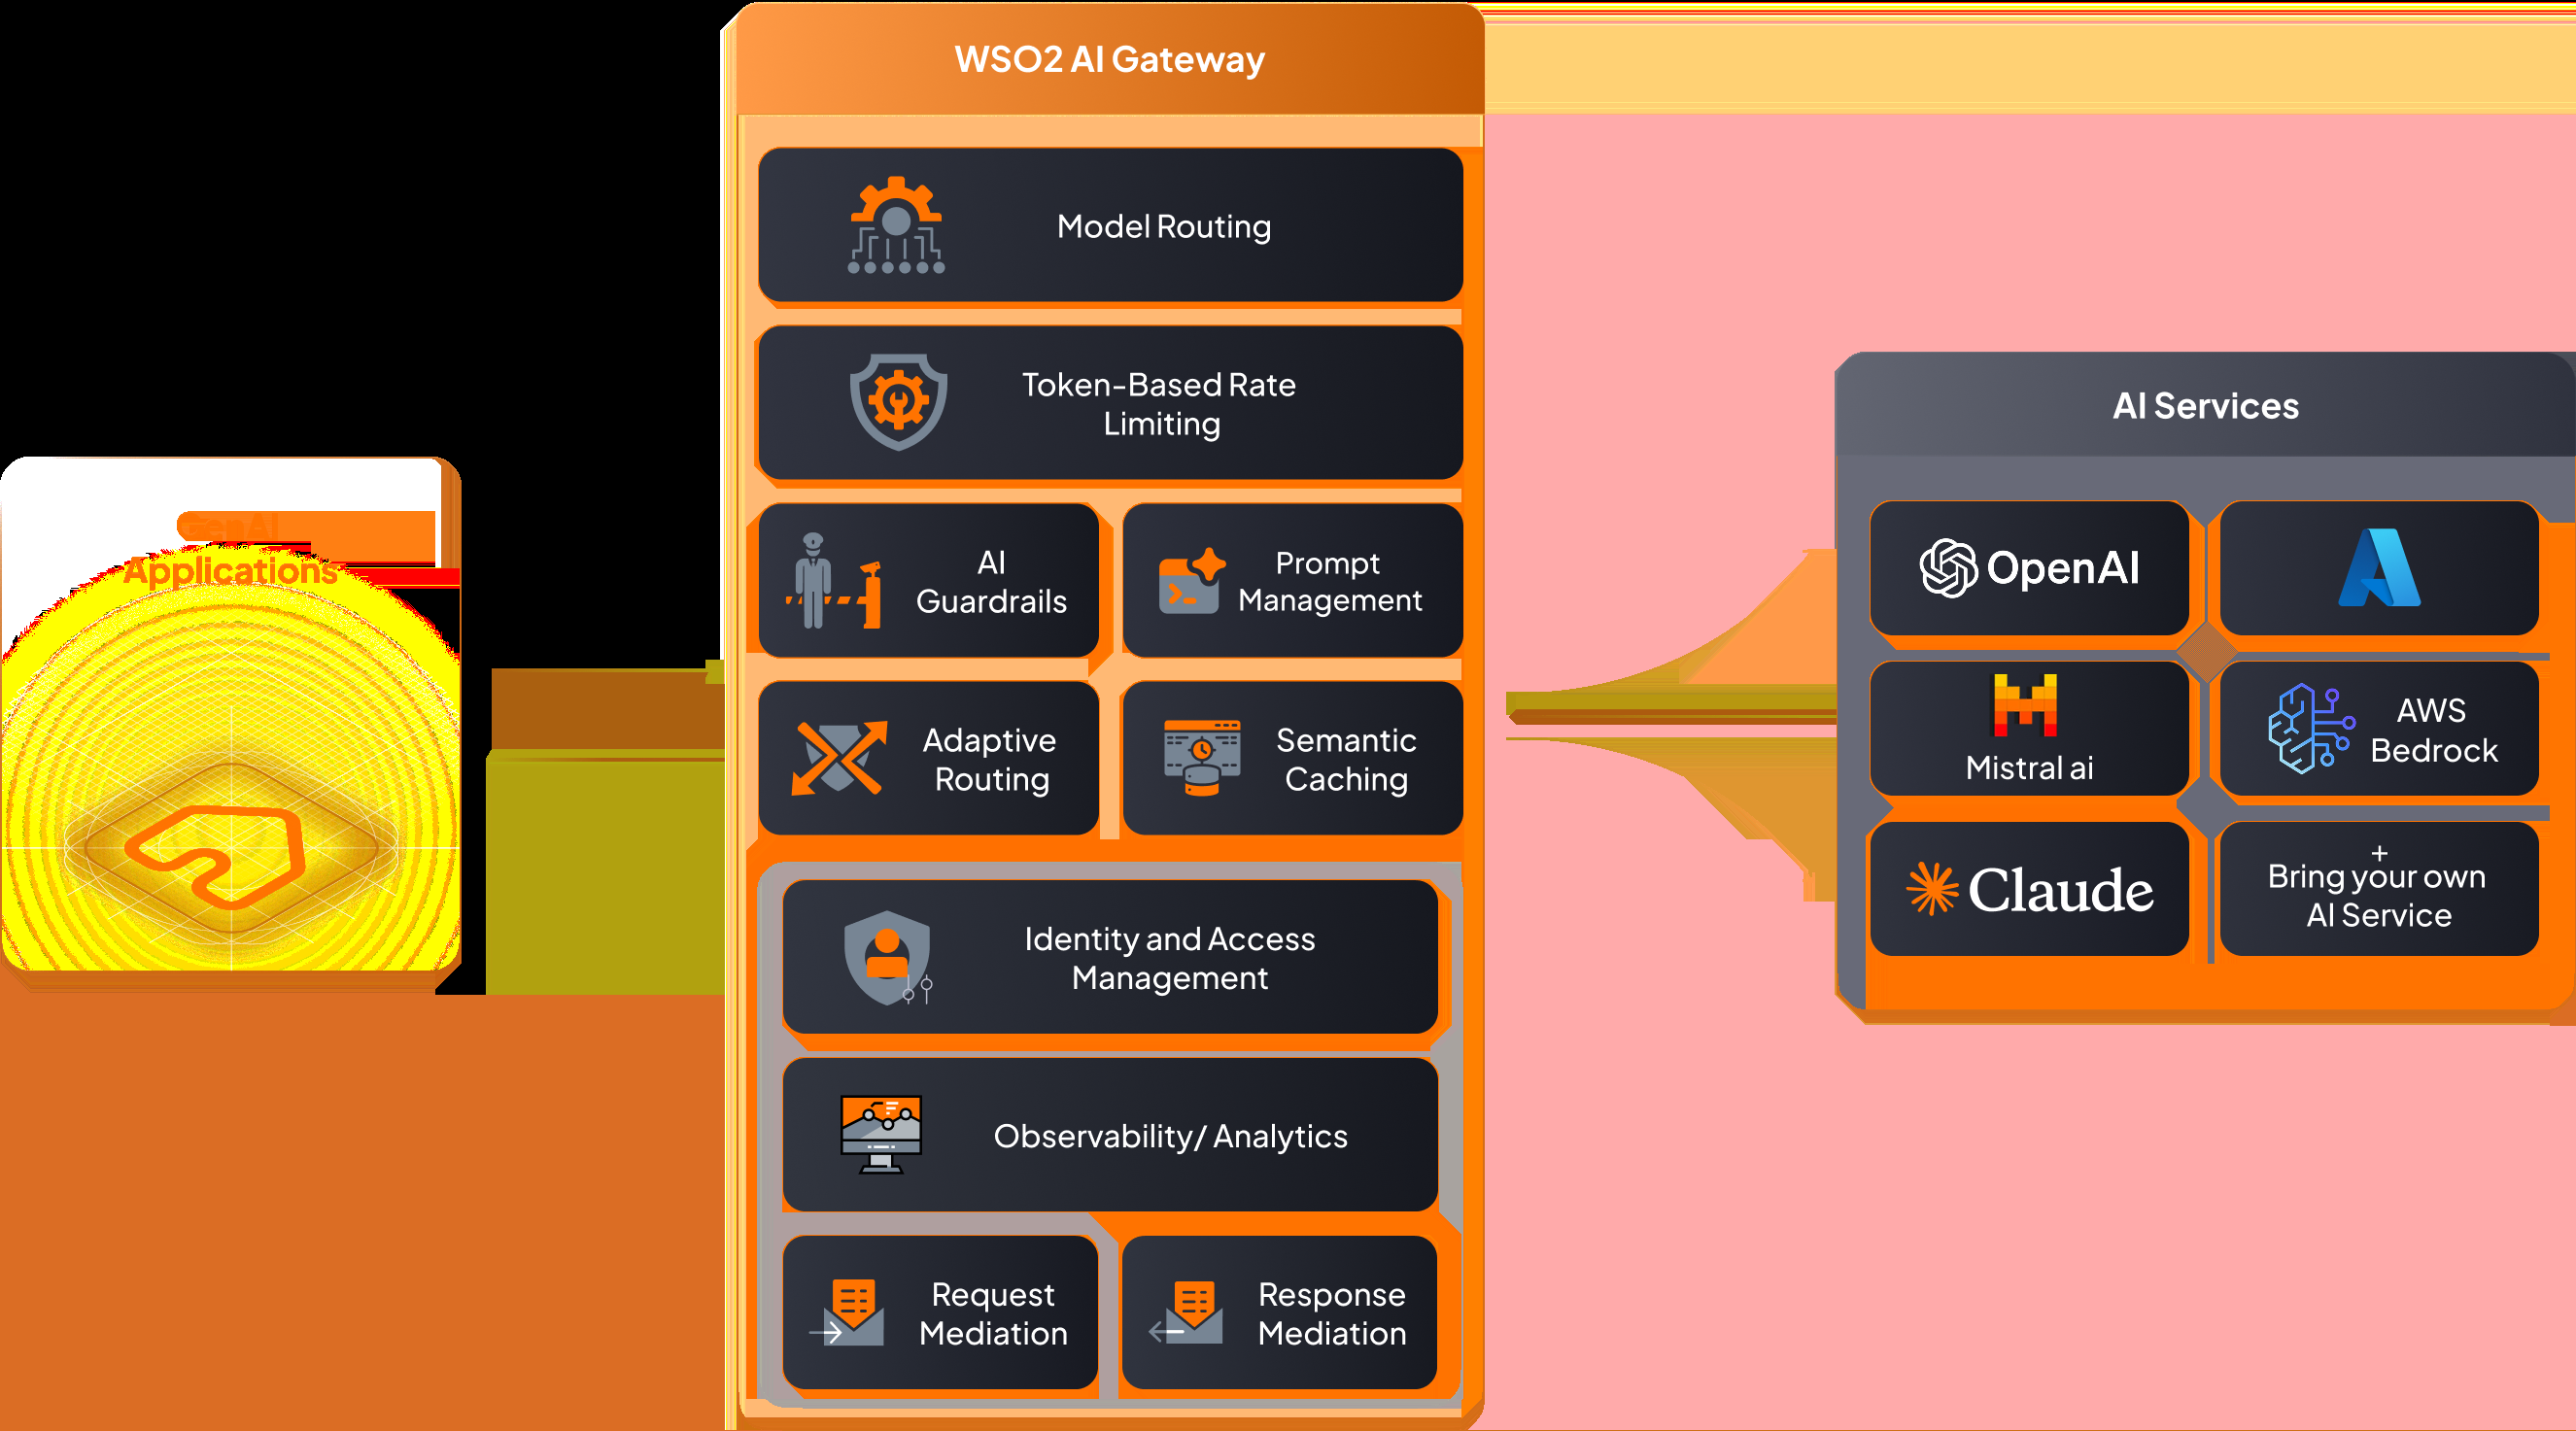 GenAI
Applications
WSO2 AI Gateway
Model Routing
Token-Based Rate
Limiting
AI
Guardrails
Prompt
Management
Adaptive
Routing
Semantic
Caching
Identity and Access
Management
Observability/ Analytics
Request
Mediation
Response
Mediation
AI Services
OpenAI
Mistral ai
AWS
Bedrock
Claude
+
Bring your own
AI Service